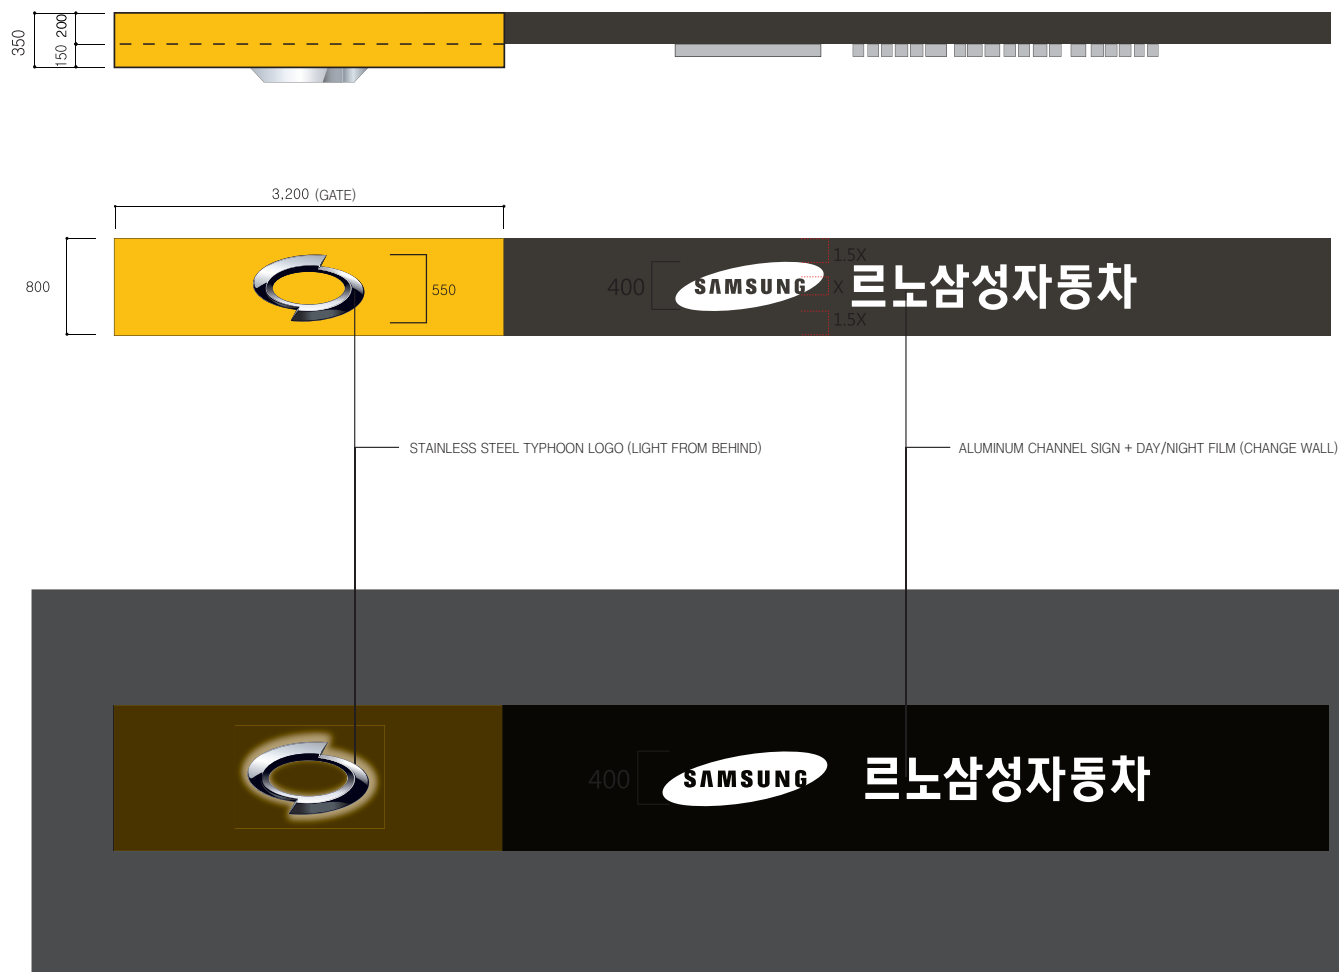 350
200
150
3,200 (GATE)
800
550
400
SAMSUNG
르노삼성자동차
1.5X
X
1.5X
STAINLESS STEEL TYPHOON LOGO (LIGHT FROM BEHIND)
ALUMINUM CHANNEL SIGN + DAY/NIGHT FILM (CHANGE WALL)
400
SAMSUNG
르노삼성자동차